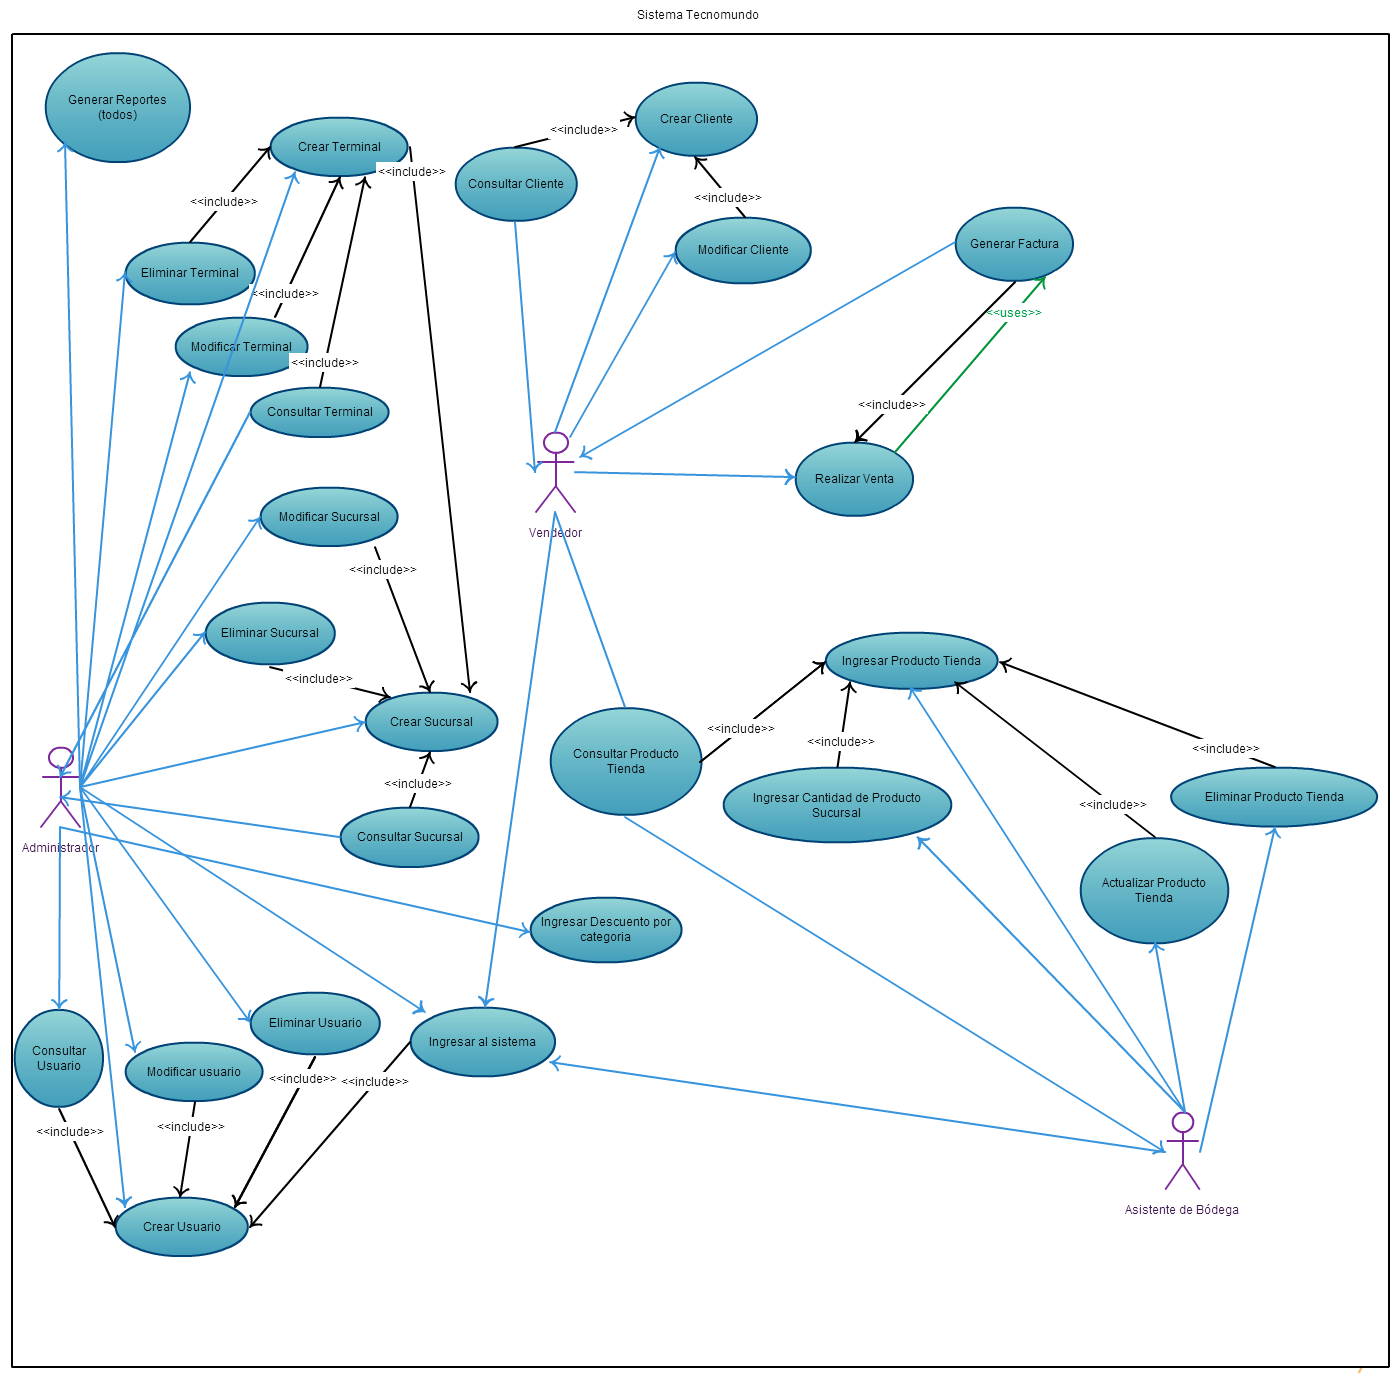 Sistema Tecnomundo
Generar Reportes
(todos)
Crear Terminal
<<include>>
<<include>>
Crear Cliente
<<include>>
Consultar Cliente
<<include>>
Modificar Cliente
Generar Factura
Eliminar Terminal
<<include>>
Modificar Terminal
<<include>>
Consultar Terminal
<<uses>>
<<include>>
Realizar Venta
Vendedor
Modificar Sucursal
<<include>>
Eliminar Sucursal
<<include>>
Crear Sucursal
<<include>>
Consultar Sucursal
Administrador
Ingresar Producto Tienda
Consultar Producto
Tienda
<<include>>
<<include>>
<<include>>
<<include>>
Ingresar Cantidad de Producto
Sucursal
Eliminar Producto Tienda
Actualizar Producto
Tienda
Ingresar Descuento por
categoria
Eliminar Usuario
Ingresar al sistema
Consultar
Usuario
Modificar usuario
<<include>>
<<include>>
<<include>>
<<include>>
Crear Usuario
Asistente de Bódega